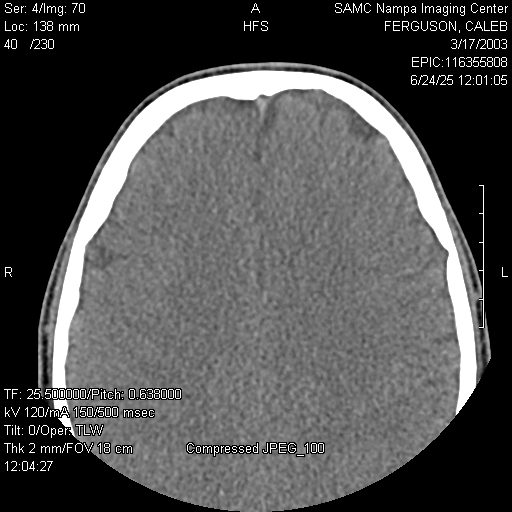 Ser: 4/Img: 70
Loc: 138 mm
40 /230
A
HFS
SAMC Nampa Imaging Center
FERGUSON, CALEB
3/17/2003
EPIC:116355808
6/24/25 12:01:05
R
L
TF: 25.500000/Pitch: 0.638000
kV 120/mA 150/500 msec
Tilt: 0/Oper: TLW
Thk 2 mm/FOV 18 cm
12:04:27
Compressed JPEG_100